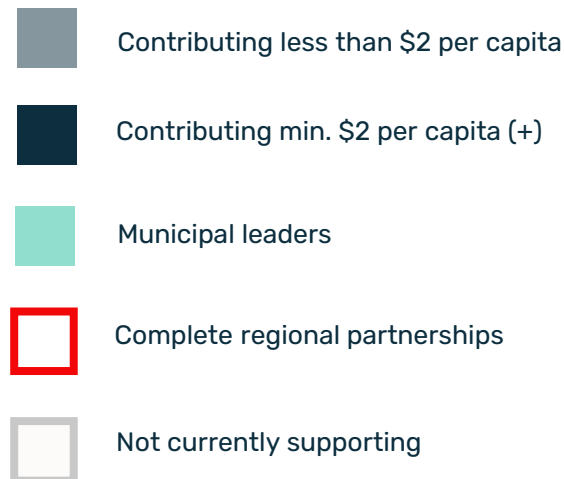 Contributing less than $2 per capita
Contributing min. $2 per capita (+)
Municipal leaders
Complete regional partnerships
Not currently supporting